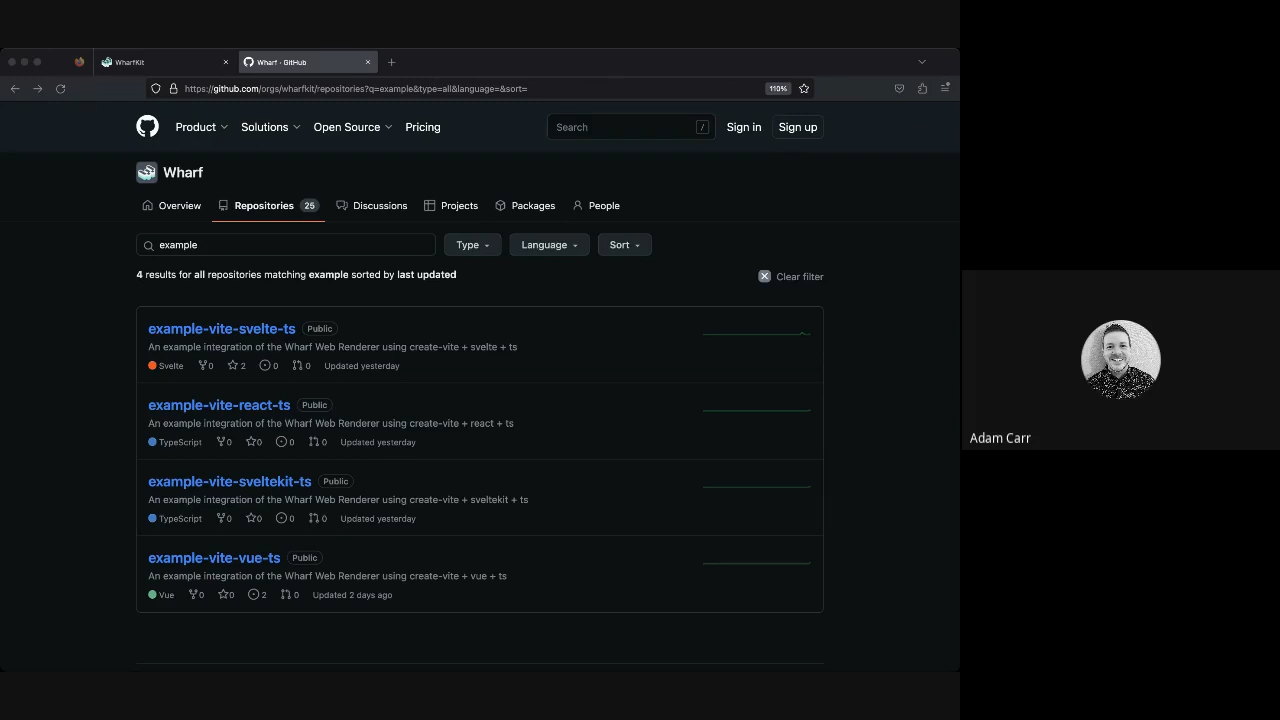 WharfKit
Wharf · GitHub
https://github.com/orgs/wharfkit/repositories?q=example&type=all&language=&sort=
110%
Product
Solutions
Open Source
Pricing
Search
/
Sign in
Sign up
Wharf
Overview
Repositories 25
Discussions
Projects
Packages
People
example
Type
Language
Sort
4 results for all repositories matching example sorted by last updated
Clear filter
example-vite-svelte-ts Public
An example integration of the Wharf Web Renderer using create-vite + svelte + ts
Svelte 0 2 0 0 Updated yesterday
example-vite-react-ts Public
An example integration of the Wharf Web Renderer using create-vite + react + ts
TypeScript 0 0 0 0 Updated yesterday
example-vite-sveltekit-ts Public
An example integration of the Wharf Web Renderer using create-vite + sveltekit + ts
TypeScript 0 0 0 0 Updated yesterday
example-vite-vue-ts Public
An example integration of the Wharf Web Renderer using create-vite + vue + ts
Vue 0 0 2 0 Updated 2 days ago
Adam Carr